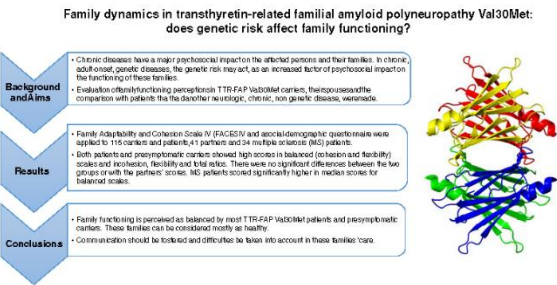 Family dynamics in transthyretin-related familial amyloid polyneuropathy Val30Met:
does genetic risk affect family functioning?
Background
andAims
• Chronic diseases have a major psychosocial impact on the affected persons and their families. In chronic,
adult-onset, genetic diseases, the genetic risk may act, as an increased factor of psychosocial impact on
the functioning of these families.
• Evaluation offamilyfunctioning perceptionsin TTR-FAP Val30Met carriers, theirspousesandthe
comparison with patients tha tha danother neurologic, chronic, non genetic disease, weremade.
Results
• Family Adaptability and Cohesion Scale IV (FACESIV and asocial-demographic questionnaire were
applied to 116 carriers and patients,41 partners and 34 multiple sclerosis (MS) patients.
• Both patients and presymptomatic carriers showed high scores in balanced (cohesion and flexibility)
scales and incohesion, flexibility and total ratios. There were no significant differences between the two
groups or with the partners' scores. MS patients scored significantly higher in median scores for
balanced scales.
Conclusions
• Family functioning is perceived as balanced by most TTR-FAP Val30Met patients and presymptomatic
carriers. These families can be considered mostly as healthy.
• Communication should be fostered and difficulties be taken into account in these families 'care.